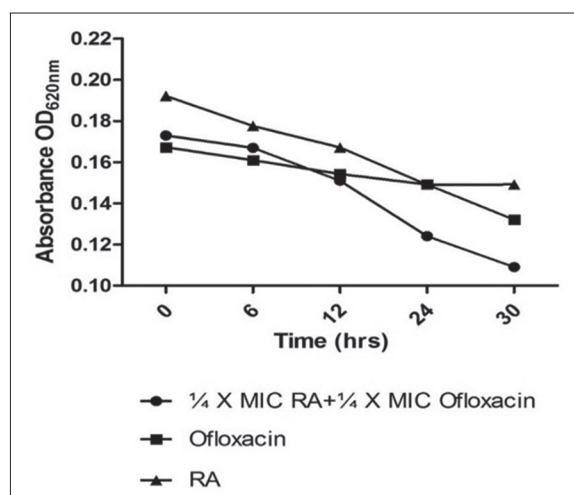 Absorbance OD620nm
0.22
0.20
0.18
0.16
0.14
0.12
0.10
0
6
12
24
30
Time (hrs)
¼ X MIC RA+¼ X MIC Ofloxacin
Ofloxacin
RA